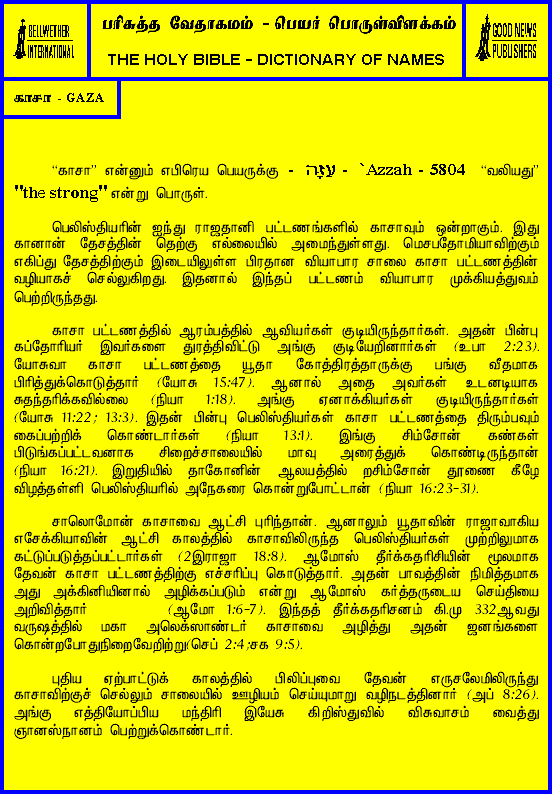 BELLWETHER
INTERNATIONAL
பரிசுத்த வேதாகமம் - பெயர் பொருள்விளக்கம்
THE HOLY BIBLE - DICTIONARY OF NAMES
GOOD NEWS
PUBLISHERS
காசா - GAZA
“காசா” என்னும் எபிரெய பெயருக்கு - עַזָּה - `Azzah - 5804 “வலியது”
"the strong" என்று பொருள்.
பெலிஸ்தியரின் ஐந்து ராஜதானி பட்டணங்களில் காசாவும் ஒன்றாகும். இது
கானான் தேசத்தின் தெற்கு எல்லையில் அமைந்துள்ளது. மெசபதோமியாவிற்கும்
எகிப்து தேசத்திற்கும் இடையிலுள்ள பிரதான வியாபார சாலை காசா பட்டணத்தின்
வழியாகச் செல்லுகிறது. இதனால் இந்தப் பட்டணம் வியாபார முக்கியத்துவம்
பெற்றிருந்தது.
காசா பட்டணத்தில் ஆரம்பத்தில் ஆவியர்கள் குடியிருந்தார்கள். அதன் பின்பு
கப்தோரியர் இவர்களை துரத்திவிட்டு அங்கு குடியேறினார்கள் (உபா 2:23).
யோசுவா காசா பட்டணத்தை யூதா கோத்திரத்தாருக்கு பங்கு வீதமாக
பிரித்துக்கொடுத்தார் (யோசு 15:47). ஆனால் அதை அவர்கள் உடனடியாக
சுதந்தரிக்கவில்லை (நியா 1:18). அங்கு ஏனாக்கியர்கள் குடியிருந்தார்கள்
(யோசு 11:22; 13:3). இதன் பின்பு பெலிஸ்தியர்கள் காசா பட்டணத்தை திரும்பவும்
கைப்பற்றிக் கொண்டார்கள் (நியா 13:1). இங்கு சிம்சோன் கண்கள்
பிடுங்கப்பட்டவனாக சிறைச்சாலையில் மாவு அரைத்துக் கொண்டிருந்தான்
(நியா 16:21). இறுதியில் தாகோனின் ஆலயத்தில் றசிம்சோன் தூணை கீழே
விழத்தள்ளி பெலிஸ்தியரில் அநேகரை கொன்றுபோட்டான் (நியா 16:23-31).
சாலொமோன் காசாவை ஆட்சி புரிந்தான். ஆனாலும் யூதாவின் ராஜாவாகிய
எசேக்கியாவின் ஆட்சி காலத்தில் காசாவிலிருந்த பெலிஸ்தியர்கள் முற்றிலுமாக
கட்டுப்படுத்தப்பட்டார்கள் (2இராஜா 18:8). ஆமோஸ் தீர்க்கதரிசியின் மூலமாக
தேவன் காசா பட்டணத்திற்கு எச்சரிப்பு கொடுத்தார். அதன் பாவத்தின் நிமித்தமாக
அது அக்கினியினால் அழிக்கப்படும் என்று ஆமோஸ் கர்த்தருடைய செய்தியை
அறிவித்தார் (ஆமோ 1:6-7). இந்தத் தீர்க்கதரிசனம் கி.மு 332ஆவது
வருஷத்தில் மகா அலெக்ஸாண்டர் காசாவை அழித்து அதன் ஜனங்களை
கொன்றபோதுநிறைவேறிற்று(செப் 2:4;சக 9:5).
புதிய ஏற்பாட்டுக் காலத்தில் பிலிப்புவை தேவன் எருசலேமிலிருந்து
காசாவிற்குச் செல்லும் சாலையில் ஊழியம் செய்யுமாறு வழிநடத்தினார் (அப் 8:26).
அங்கு எத்தியோப்பிய மந்திரி இயேசு கிறிஸ்துவில் விசுவாசம் வைத்து
ஞானஸ்நானம் பெற்றுக்கொண்டார்.